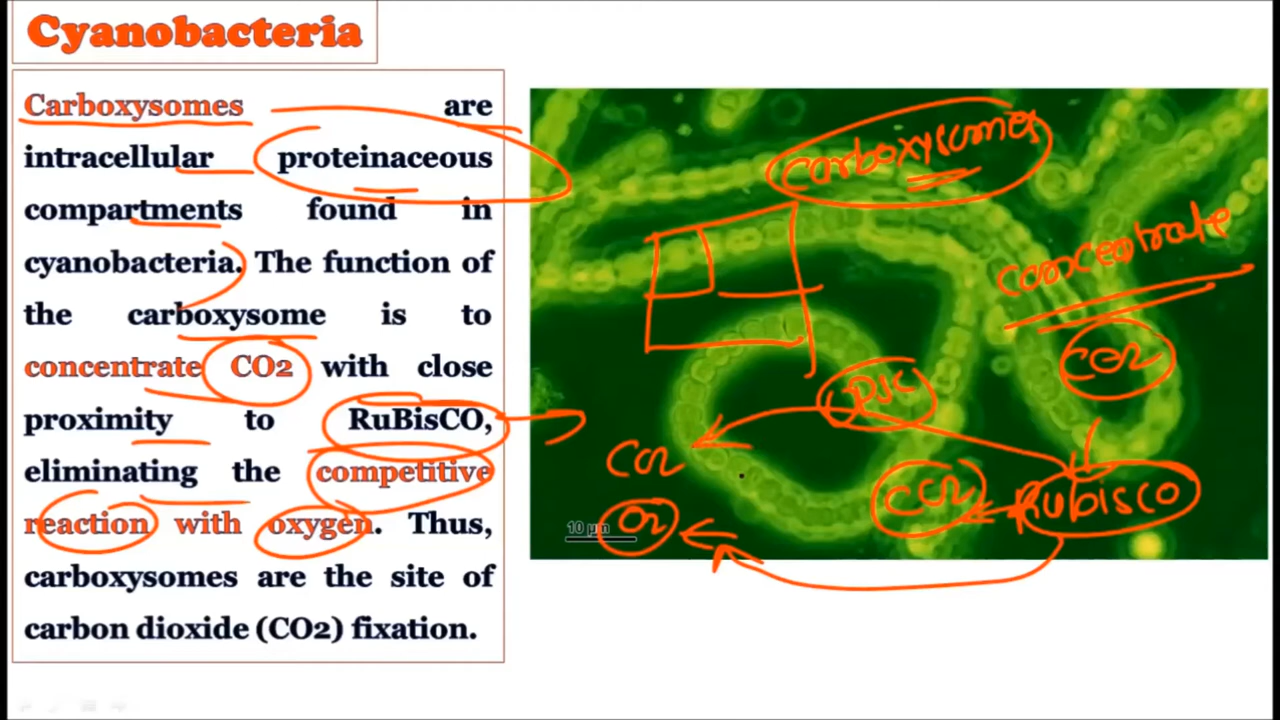 Cyanobacteria
Carboxysomes are
intracellular proteinaceous
compartments found in
cyanobacteria. The function of
the carboxysome is to
concentrate CO2 with close
proximity to RuBisCO,
eliminating the competitive
reaction with oxygen. Thus,
carboxysomes are the site of
carbon dioxide (CO2) fixation.
carboxysomes
concentrate
CO2
CO2
O2
CO2
Rubisco
10 µm